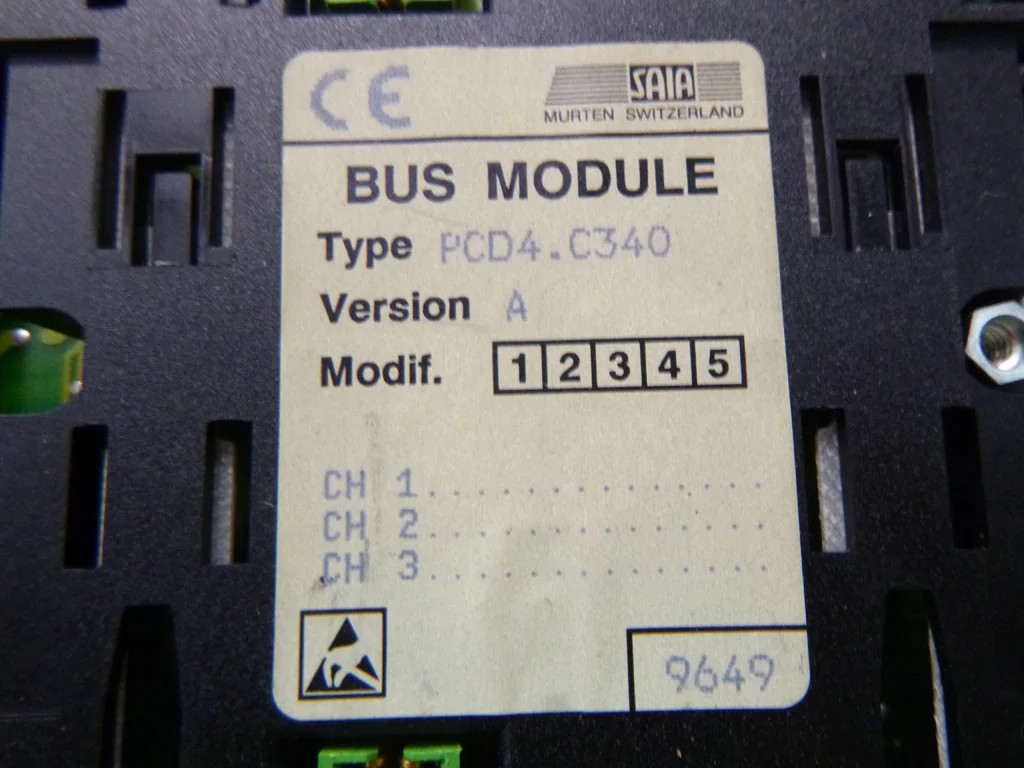 CE SAIA
MURTEN SWITZERLAND
BUS MODULE
Type PCD4.C340
Version A
Modif. 1 2 3 4 5
CH 1...............
CH 2...............
CH 3...............
9649